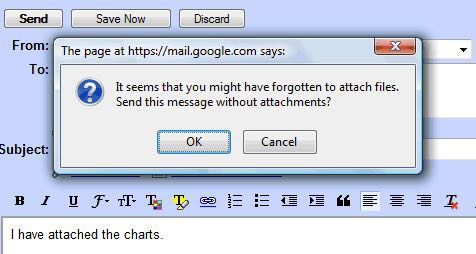 Send Save Now Discard
From:
The page at https://mail.google.com says:
To:
It seems that you might have forgotten to attach files.
Send this message without attachments?
OK Cancel
Subject:
B I U F T T
I have attached the charts.